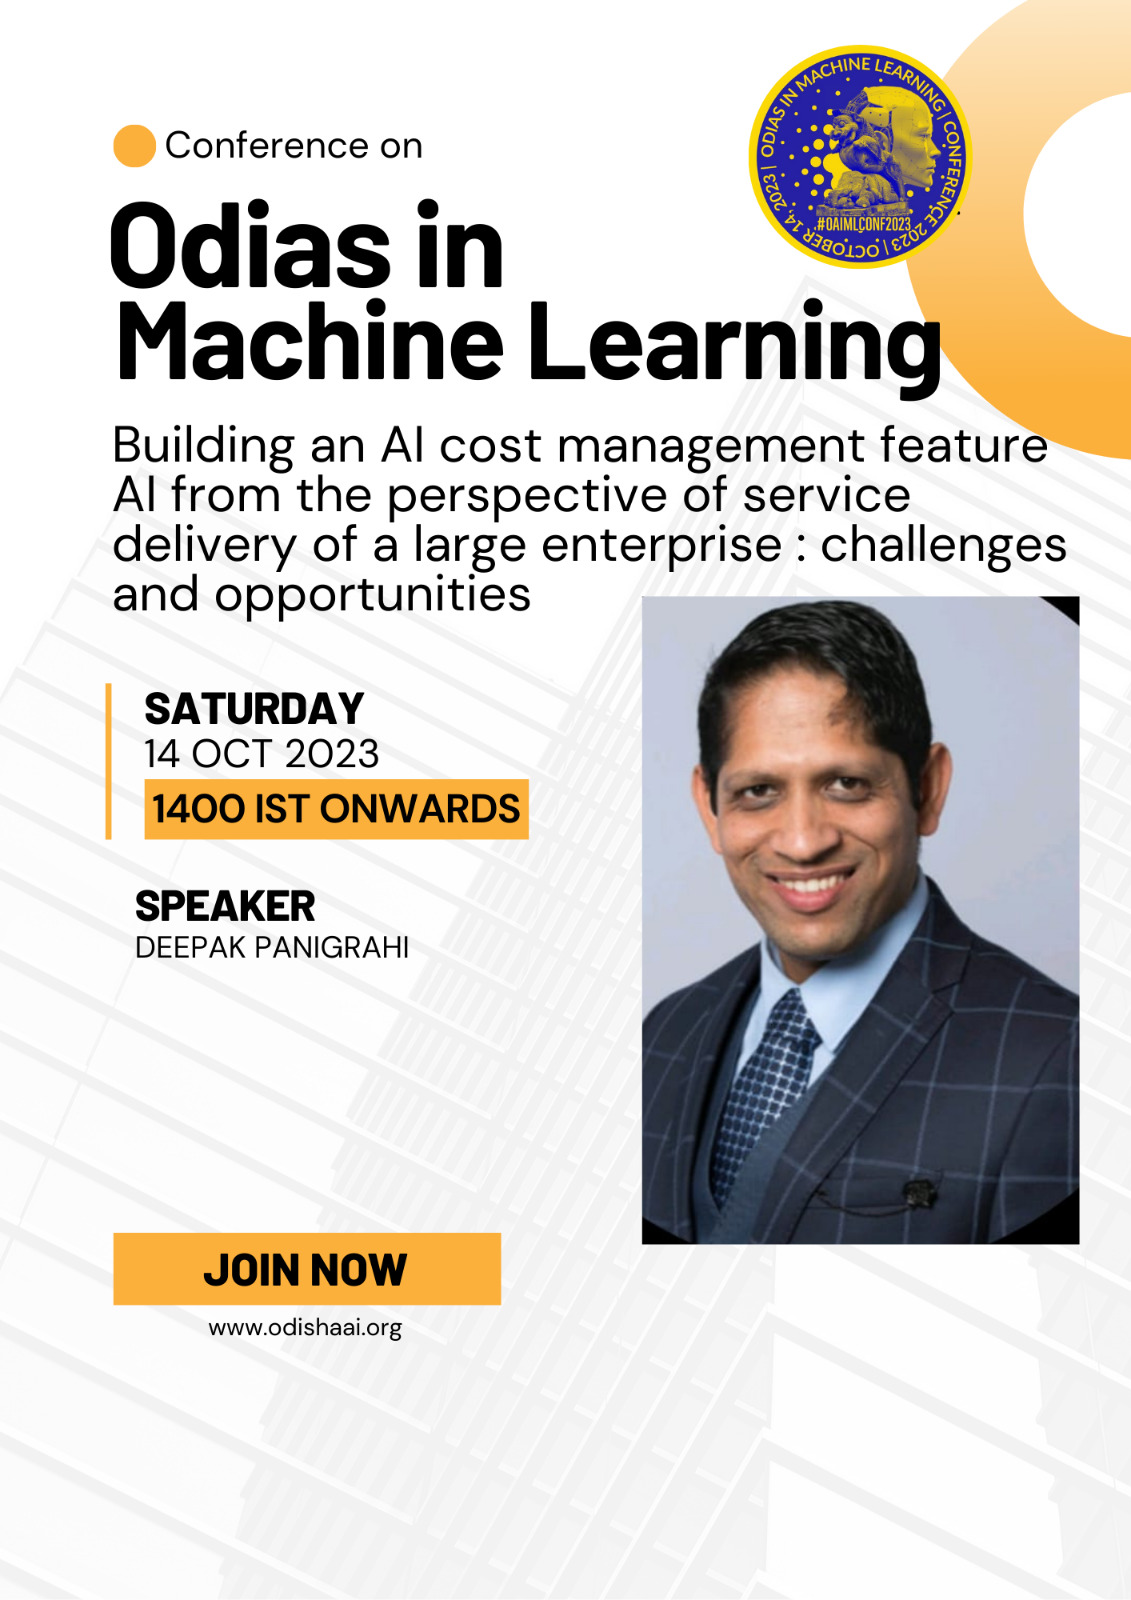 Conference on
Odias in
Machine Learning
ODIAS IN MACHINE LEARNING | CONFERENCE 2023 | OCTOBER 14, 2023 |
#OAIMLCONF2023
Building an AI cost management feature
AI from the perspective of service
delivery of a large enterprise : challenges
and opportunities
SATURDAY
14 OCT 2023
1400 IST ONWARDS
SPEAKER
DEEPAK PANIGRAHI
JOIN NOW
www.odishaai.org